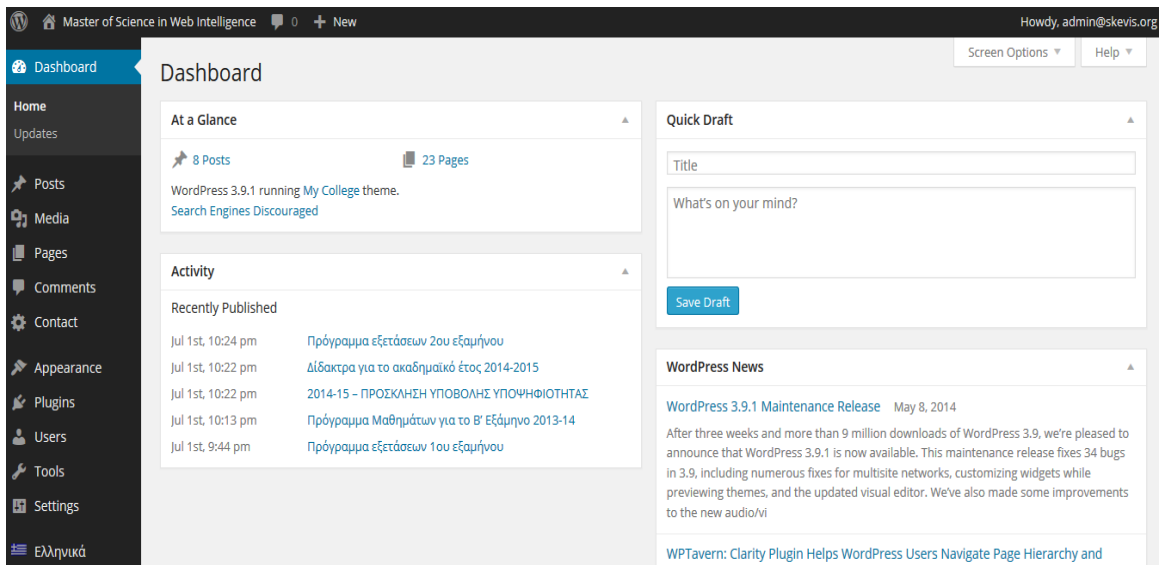 Master of Science in Web Intelligence 0 New Howdy, admin@skevis.org
Screen Options Help
Dashboard
Home
Updates
Posts
Media
Pages
Comments
Contact
Appearance
Plugins
Users
Tools
Settings
Ελληνικά
Dashboard
At a Glance
8 Posts 23 Pages
WordPress 3.9.1 running My College theme.
Search Engines Discouraged
Activity
Recently Published
Jul 1st, 10:24 pm Πρόγραμμα εξετάσεων 2ου εξαμήνου
Jul 1st, 10:22 pm Δίδακτρα για το ακαδημαϊκό έτος 2014-2015
Jul 1st, 10:22 pm 2014-15 – ΠΡΟΣΚΛΗΣΗ ΥΠΟΒΟΛΗΣ ΥΠΟΨΗΦΙΟΤΗΤΑΣ
Jul 1st, 10:13 pm Πρόγραμμα Μαθημάτων για το Β' Εξάμηνο 2013-14
Jul 1st, 9:44 pm Πρόγραμμα εξετάσεων 1ου εξαμήνου
Quick Draft
Title
What's on your mind?
Save Draft
WordPress News
WordPress 3.9.1 Maintenance Release May 8, 2014
After three weeks and more than 9 million downloads of WordPress 3.9, we're pleased to
announce that WordPress 3.9.1 is now available. This maintenance release fixes 34 bugs
in 3.9, including numerous fixes for multisite networks, customizing widgets while
previewing themes, and the updated visual editor. We've also made some improvements
to the new audio/vi
WPTavern: Clarity Plugin Helps WordPress Users Navigate Page Hierarchy and